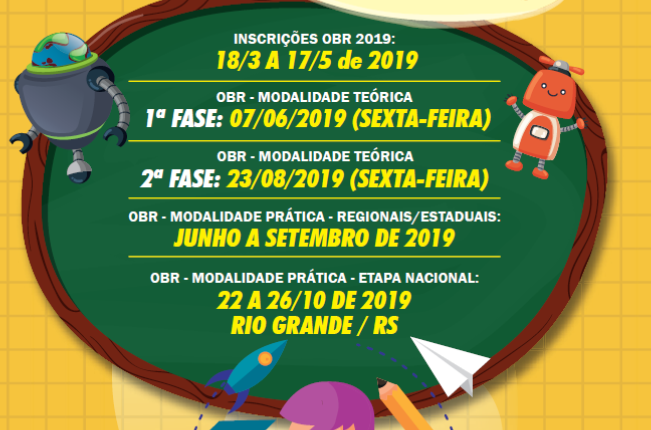 INSCRIÇÕES OBR 2019:
18/3 A 17/5 de 2019
OBR - MODALIDADE TEÓRICA
1ª FASE: 07/06/2019 (SEXTA-FEIRA)
OBR - MODALIDADE TEÓRICA
2ª FASE: 23/08/2019 (SEXTA-FEIRA)
OBR - MODALIDADE PRÁTICA - REGIONAIS/ESTADUAIS:
JUNHO A SETEMBRO DE 2019
OBR - MODALIDADE PRÁTICA - ETAPA NACIONAL:
22 A 26/10 DE 2019
RIO GRANDE / RS